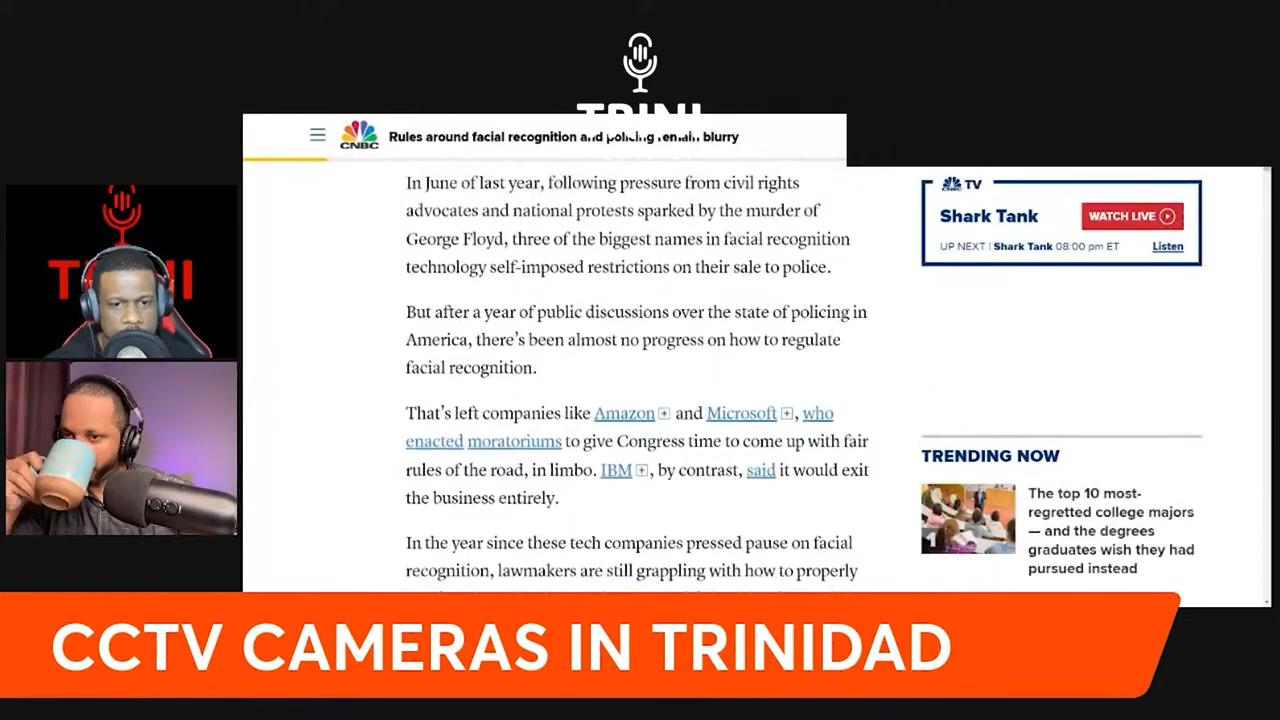 TRINI
Rules around facial recognition and policing remain blurry
CNBC
In June of last year, following pressure from civil rights
advocates and national protests sparked by the murder of
George Floyd, three of the biggest names in facial recognition
technology self-imposed restrictions on their sale to police.
But after a year of public discussions over the state of policing in
America, there's been almost no progress on how to regulate
facial recognition.
That's left companies like Amazon and Microsoft, who
enacted moratoriums to give Congress time to come up with fair
rules of the road, in limbo. IBM, by contrast, said it would exit
the business entirely.
In the year since these tech companies pressed pause on facial
recognition, lawmakers are still grappling with how to properly
CNBC TV
Shark Tank
WATCH LIVE
UP NEXT | Shark Tank 08:00 pm ET
Listen
TRENDING NOW
The top 10 most-
regretted college majors
— and the degrees
graduates wish they had
pursued instead
CCTV CAMERAS IN TRINIDAD